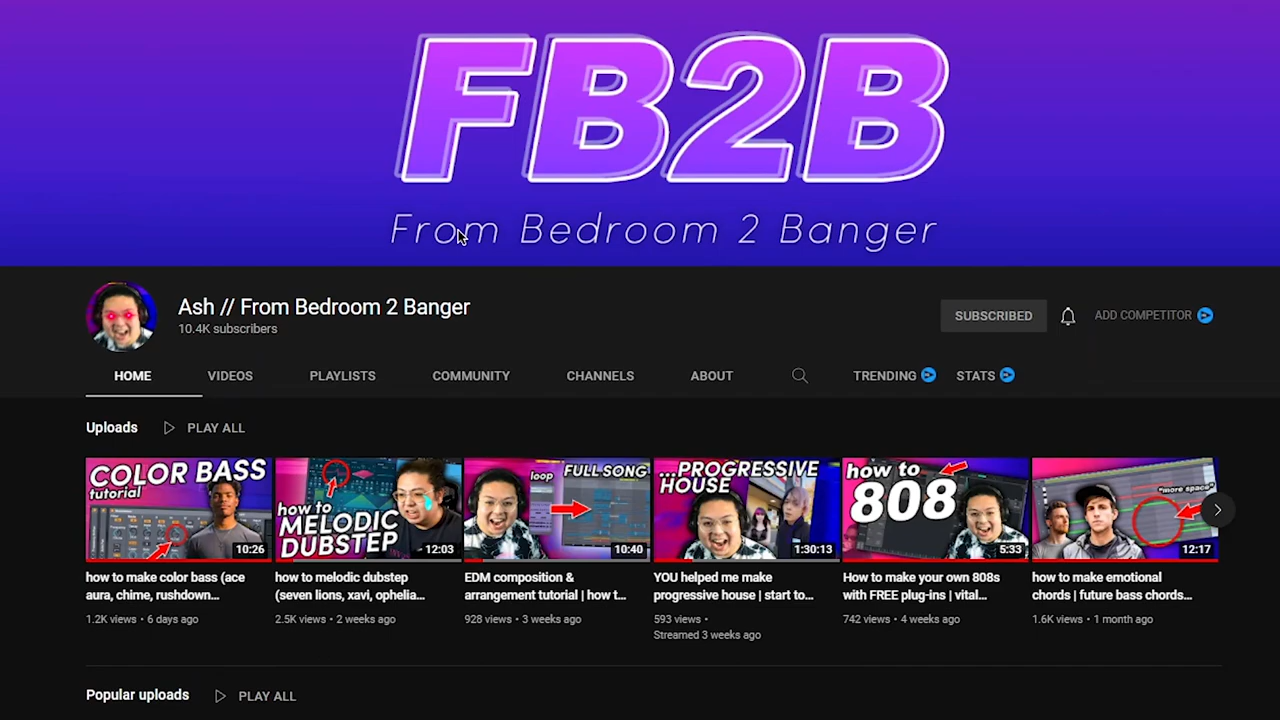 FB2B
From Bedroom 2 Banger
Ash // From Bedroom 2 Banger
10.4K subscribers
SUBSCRIBED
ADD COMPETITOR
HOME
VIDEOS
PLAYLISTS
COMMUNITY
CHANNELS
ABOUT
TRENDING
STATS
Uploads
PLAY ALL
COLOR BASS
tutorial
10:26
how to make color bass (ace
aura, chime, rushdown...
1.2K views • 6 days ago
how to
MELODIC
DUBSTEP
12:03
how to melodic dubstep
(seven lions, xavi, ophelia...
2.5K views • 2 weeks ago
loop
FULL SONG
10:40
EDM composition &
arrangement tutorial | how t...
928 views • 3 weeks ago
...PROGRESSIVE
HOUSE
1:30:13
YOU helped me make
progressive house | start to...
593 views •
Streamed 3 weeks ago
how to
808
5:33
How to make your own 808s
with FREE plug-ins | vital...
742 views • 4 weeks ago
"more space"
12:17
how to make emotional
chords | future bass chords...
1.6K views • 1 month ago
Popular uploads
PLAY ALL